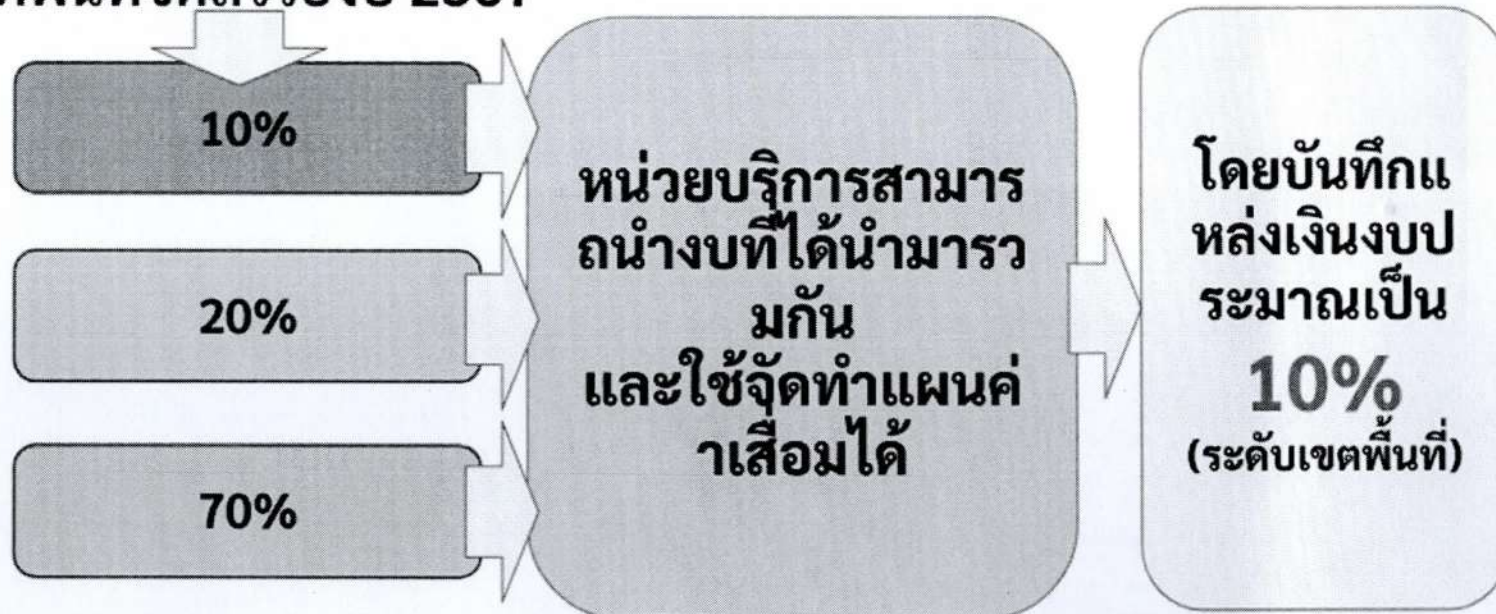 10%
20%
70%
หน่วยบริการสามาร
ถนำงบที่ได้นำมารว
มกัน
และใช้จัดทำแผนค่
าเสื่อมได้
โดยบันทึกแ
หล่งเงินงบป
ระมาณเป็น
10%
(ระดับเขตพื้นที่)